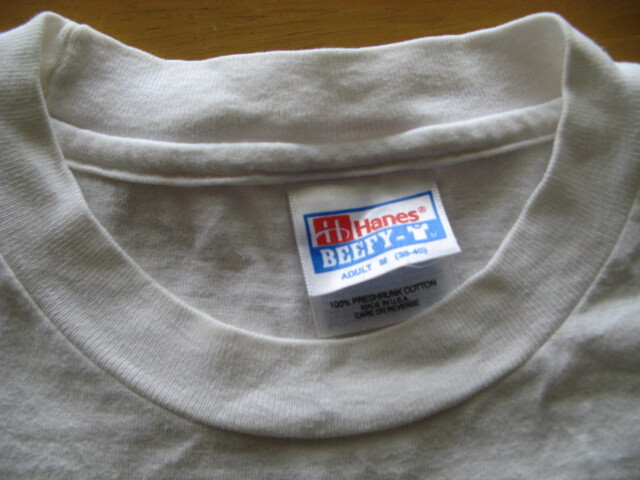 Hanes®
BEEFY-T
ADULT M (38-40)
100% PRESHRUNK COTTON
MADE IN U.S.A.
CARE ON REVERSE